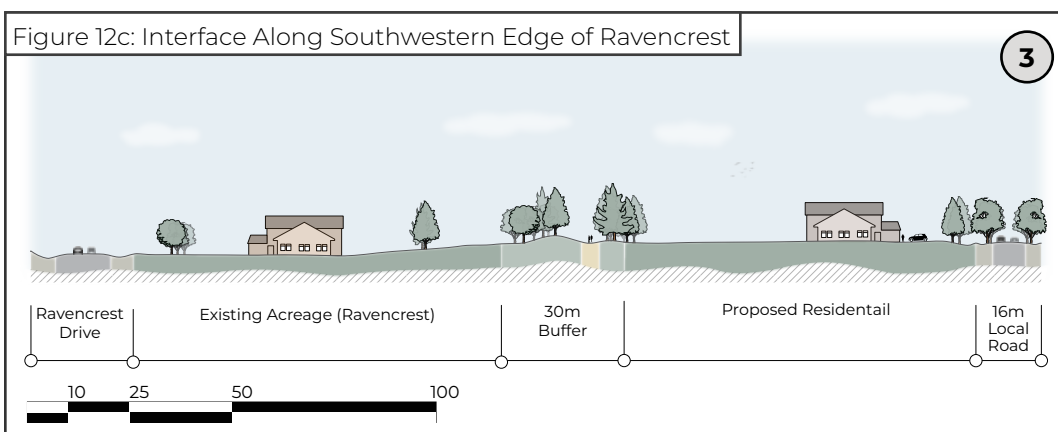 Figure 12c: Interface Along Southwestern Edge of Ravencrest
3
Ravencrest
Drive
Existing Acreage (Ravencrest)
30m
Buffer
Proposed Residentail
16m
Local
Road
10 25 50 100